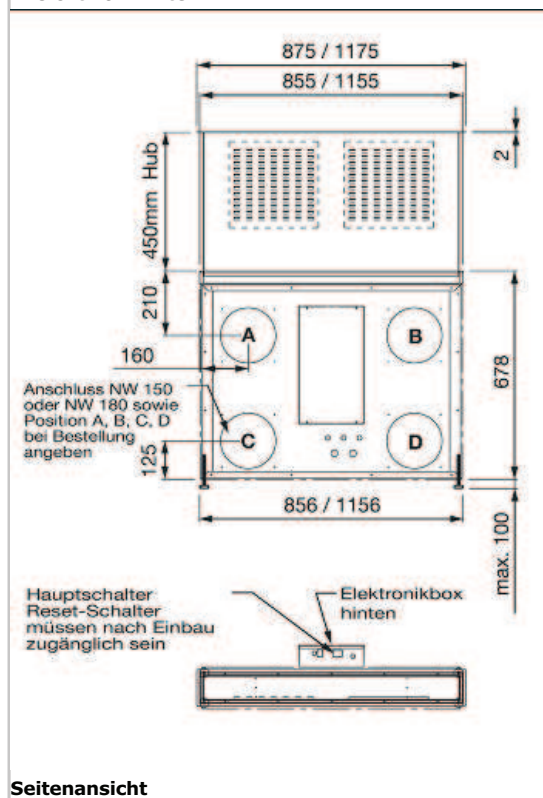 875 / 1175
855 / 1155
2
450mm Hub
210
A
B
160
678
Anschluss NW 150
oder NW 180 sowie
Position A, B, C, D
bei Bestellung
angeben
C
D
125
856 / 1156
max. 100
Hauptschalter
Reset-Schalter
müssen nach Einbau
zugänglich sein
Elektronikbox
hinten
Seitenansicht